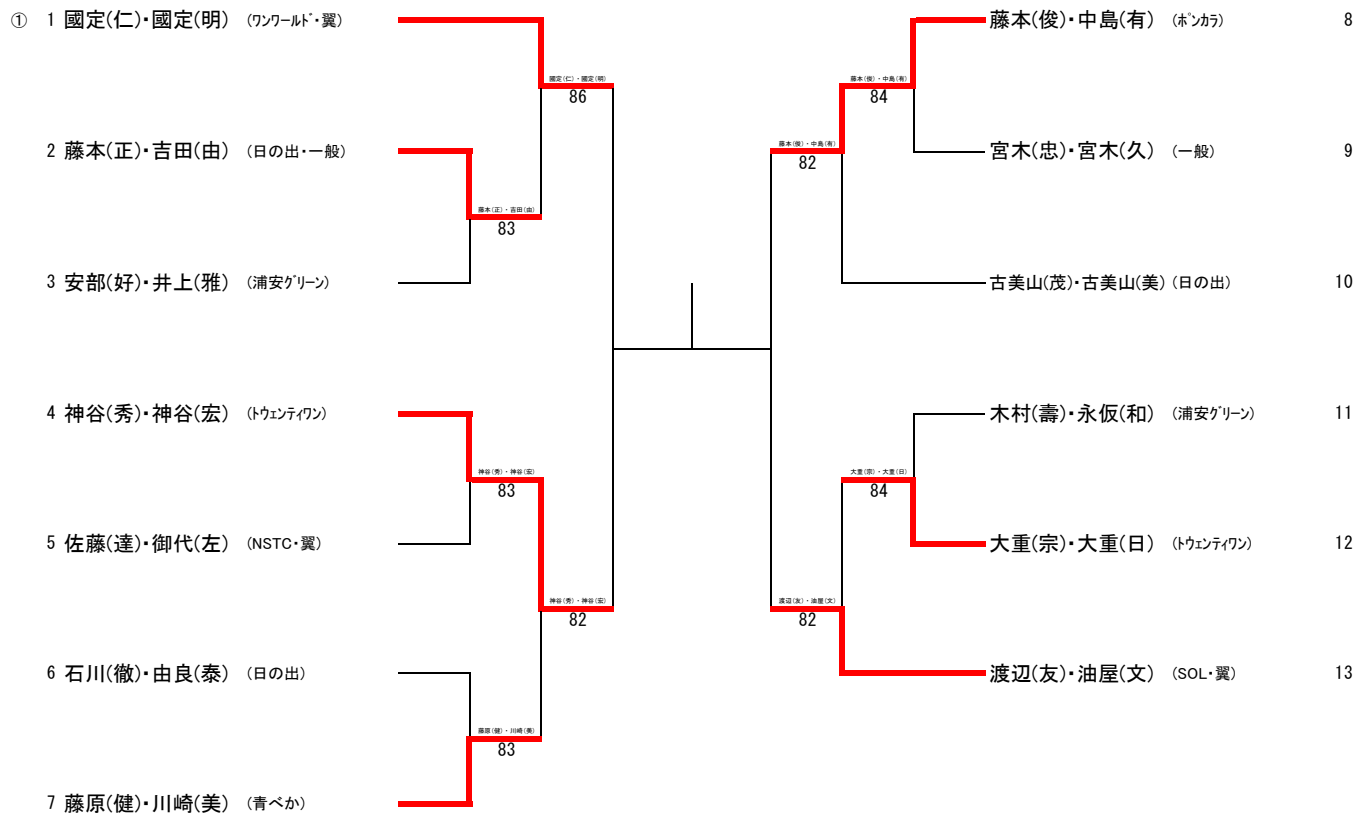 ① 1 國定(仁)・國定(明) (ワンワールド・翼)
藤本(俊)・中島(有) (ポンカラ) 8
國定(仁)・國定(明)
86
藤本(俊)・中島(有)
84
2 藤本(正)・吉田(由) (日の出・一般)
藤本(俊)・中島(有)
82
宮木(忠)・宮木(久) (一般) 9
藤本(正)・吉田(由)
83
3 安部(好)・井上(雅) (浦安グリーン)
古美山(茂)・古美山(美) (日の出) 10
4 神谷(秀)・神谷(宏) (トウェンティワン)
木村(壽)・永仮(和) (浦安グリーン) 11
神谷(秀)・神谷(宏)
83
大重(宗)・大重(日)
84
5 佐藤(達)・御代(左) (NSTC・翼)
大重(宗)・大重(日) (トウェンティワン) 12
神谷(秀)・神谷(宏)
82
渡辺(友)・油屋(文)
82
6 石川(徹)・由良(泰) (日の出)
渡辺(友)・油屋(文) (SOL・翼) 13
藤原(健)・川崎(美)
83
7 藤原(健)・川崎(美) (青べか)